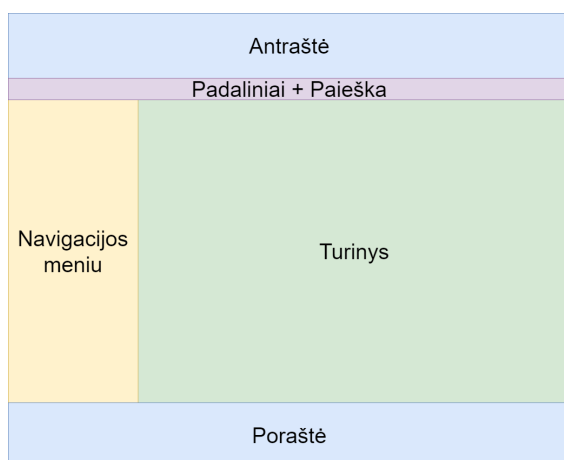 Antraštė
Padaliniai + Paieška
Navigacijos
meniu
Turinys
Poraštė